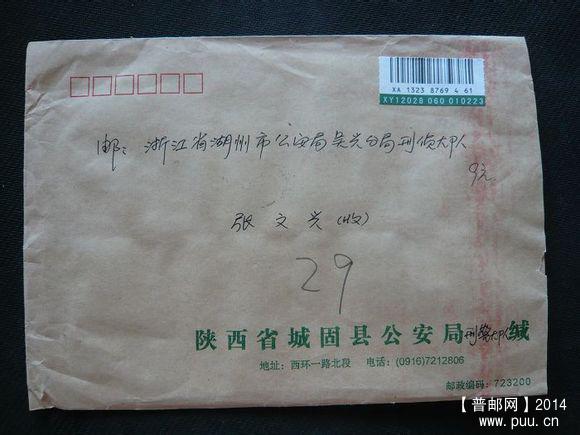 XA 1323 8769 4 61
XY12028 060 010223
邮：浙江省湖州市公安局吴兴分局刑侦大队
9元
张文兴(收)
29
陕西省城固县公安局刑警大队缄
地址：西环一路北段 电话：(0916)7212806
邮政编码：723200
【普邮网】2014
www.puu.cn